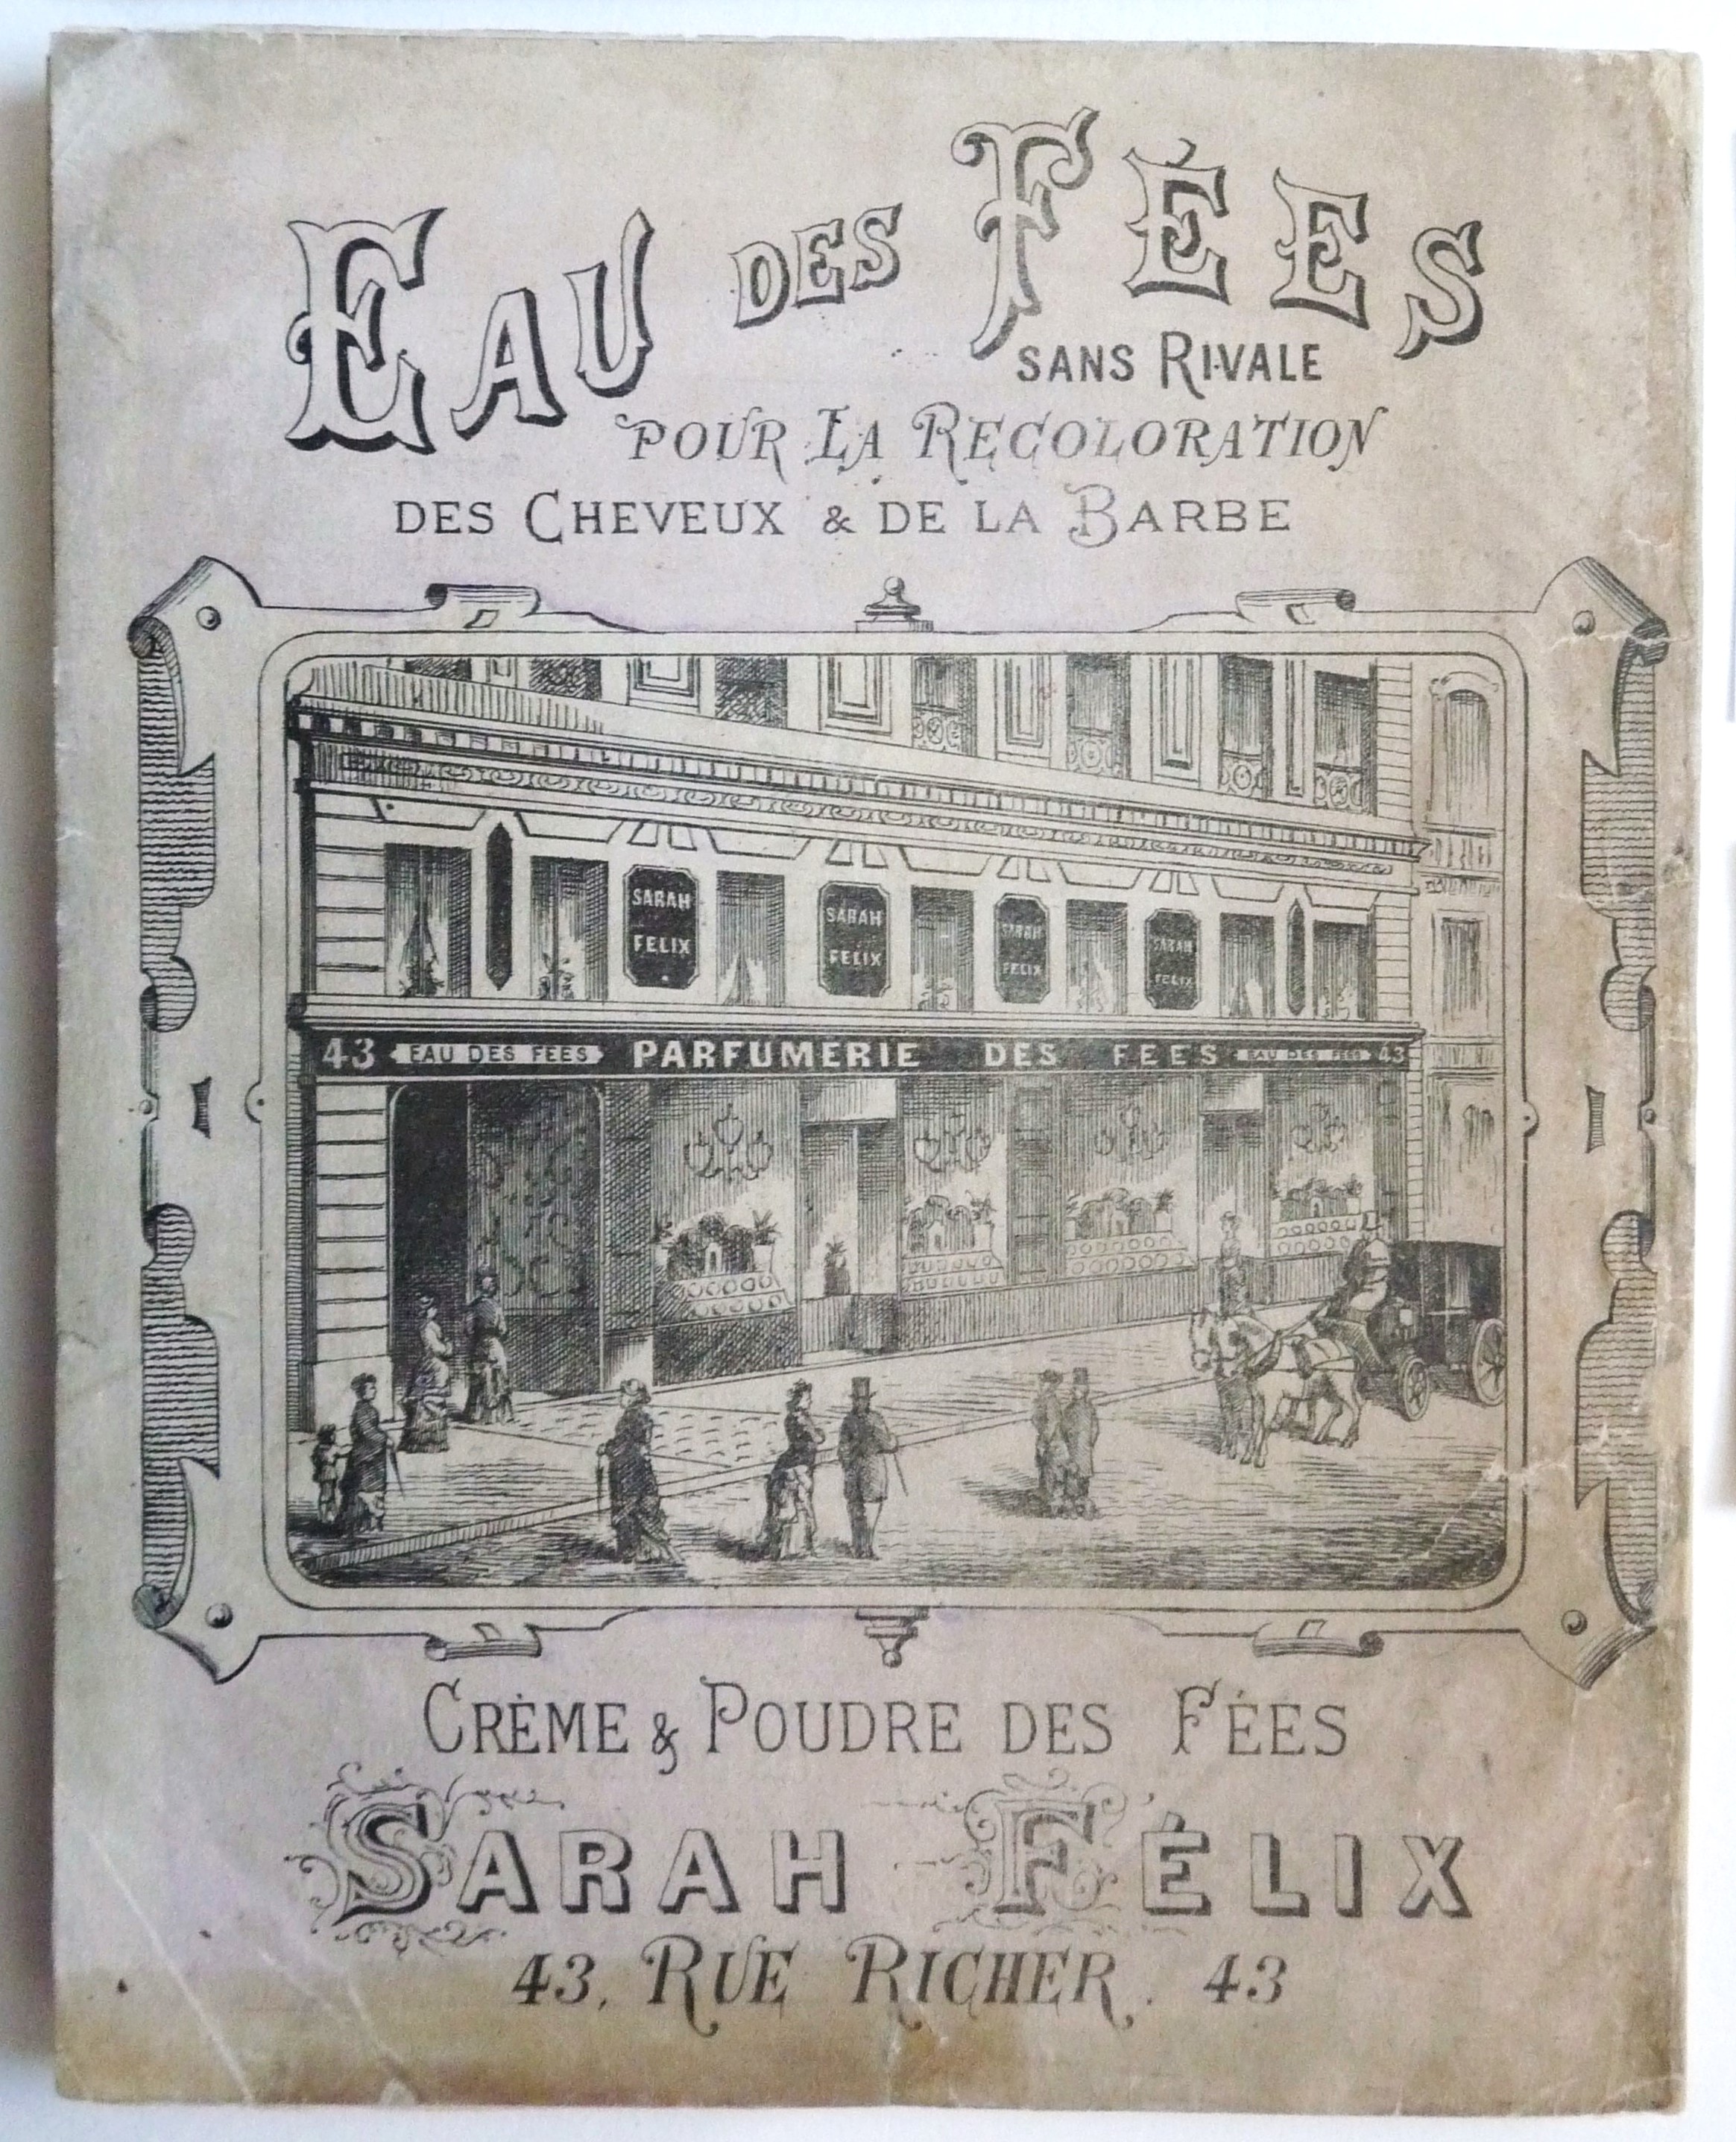 EAU DES FÉES
SANS RIVALE
POUR LA RECOLORATION
DES CHEVEUX & DE LA BARBE
SARAH FELIX
SARAH FELIX
SARAH FELIX
SARAH FELIX
43 EAU DES FEES PARFUMERIE DES FEES EAU DES FEES 43
CRÈME & POUDRE DES FÉES
SARAH FÉLIX
43, RUE RICHER, 43